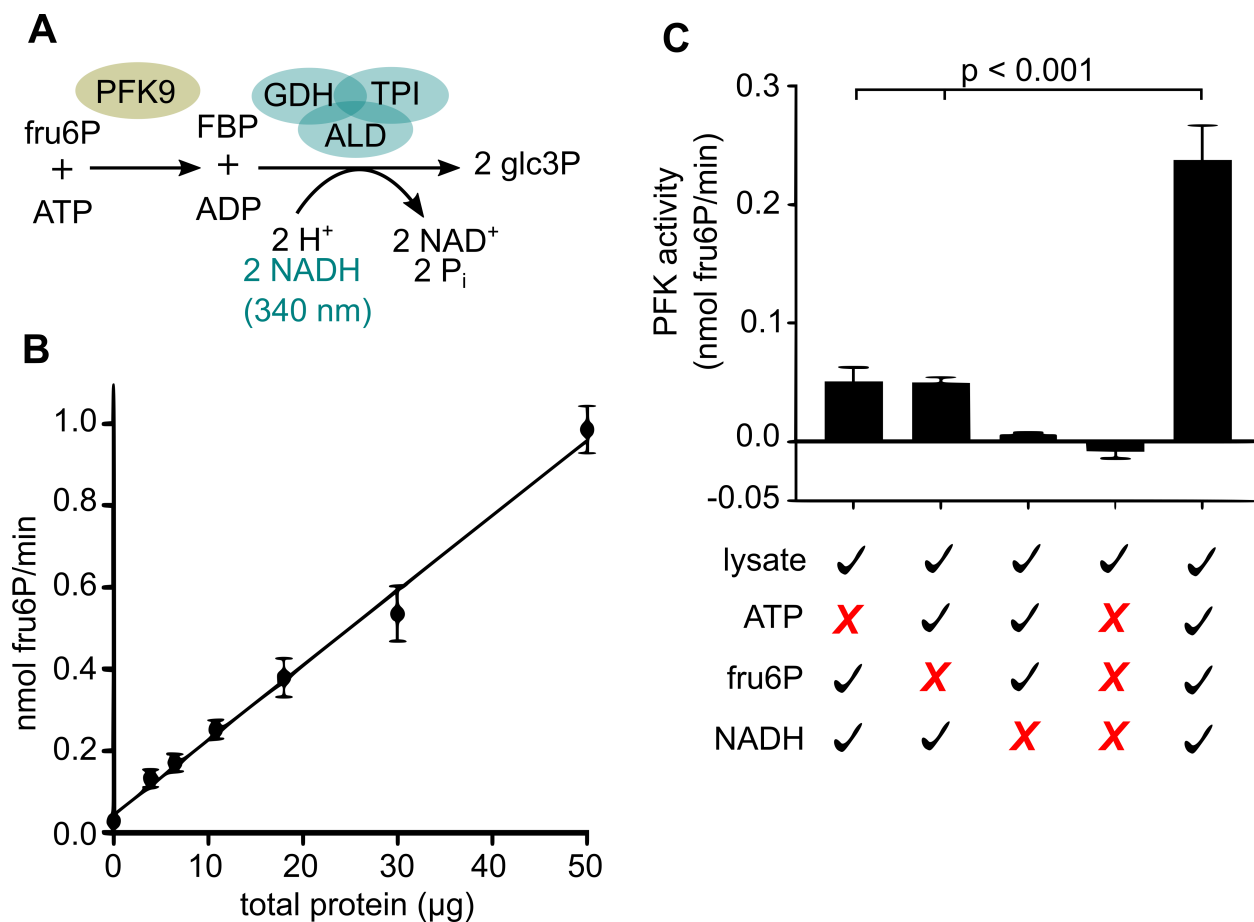 A
PFK9
GDH
TPI
ALD
fru6P
+
ATP
FBP
+
ADP
2 glc3P
2 H⁺
2 NADH
(340 nm)
2 NAD⁺
2 Pᵢ
B
nmol fru6P/min
1.0
0.8
0.6
0.4
0.2
0.0
0 10 20 30 40 50
total protein (µg)
C
p < 0.001
PFK activity
(nmol fru6P/min)
0.3
0.2
0.1
0.0
-0.05
lysate ✓ ✓ ✓ ✓ ✓
ATP X ✓ ✓ X ✓
fru6P ✓ X ✓ X ✓
NADH ✓ ✓ X X ✓